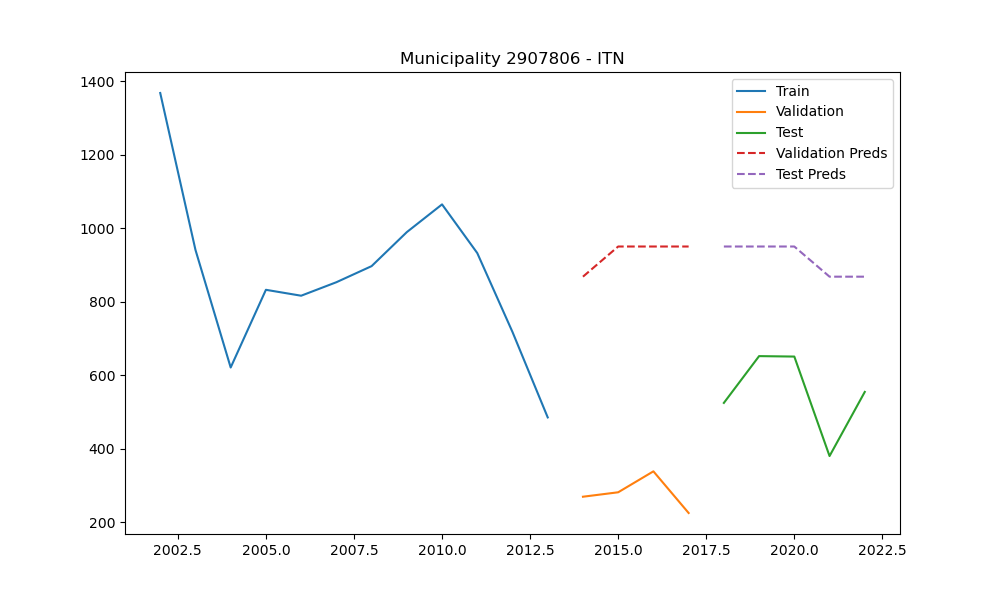 Municipality 2907806 - ITN
Train
Validation
Test
Validation Preds
Test Preds
1400
1200
1000
800
600
400
200
2002.5 2005.0 2007.5 2010.0 2012.5 2015.0 2017.5 2020.0 2022.5